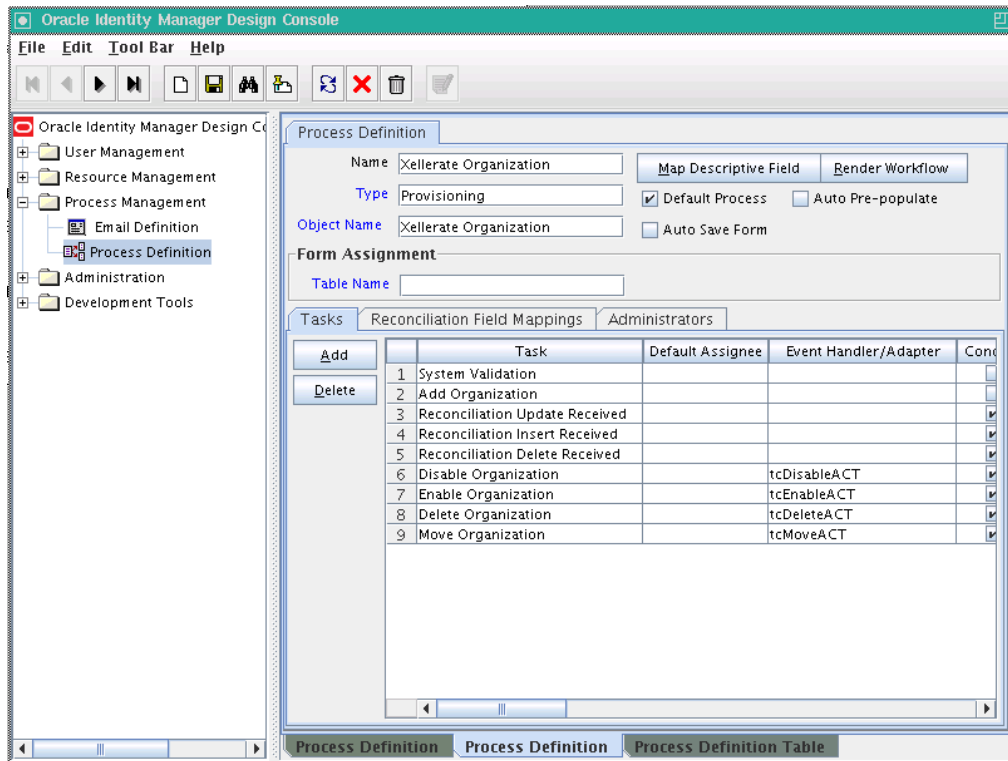 Oracle Identity Manager Design Console
File Edit Tool Bar Help
Oracle Identity Manager Design Co
User Management
Resource Management
Process Management
Email Definition
Process Definition
Administration
Development Tools
Process Definition
Name Xellerate Organization
Map Descriptive Field Render Workflow
Type Provisioning
Default Process Auto Pre-populate
Object Name Xellerate Organization
Auto Save Form
Form Assignment
Table Name
Tasks Reconciliation Field Mappings Administrators
Add
Delete
Task Default Assignee Event Handler/Adapter Cond
1 System Validation
2 Add Organization
3 Reconciliation Update Received
4 Reconciliation Insert Received
5 Reconciliation Delete Received
6 Disable Organization tcDisableACT
7 Enable Organization tcEnableACT
8 Delete Organization tcDeleteACT
9 Move Organization tcMoveACT
Process Definition Process Definition Process Definition Table